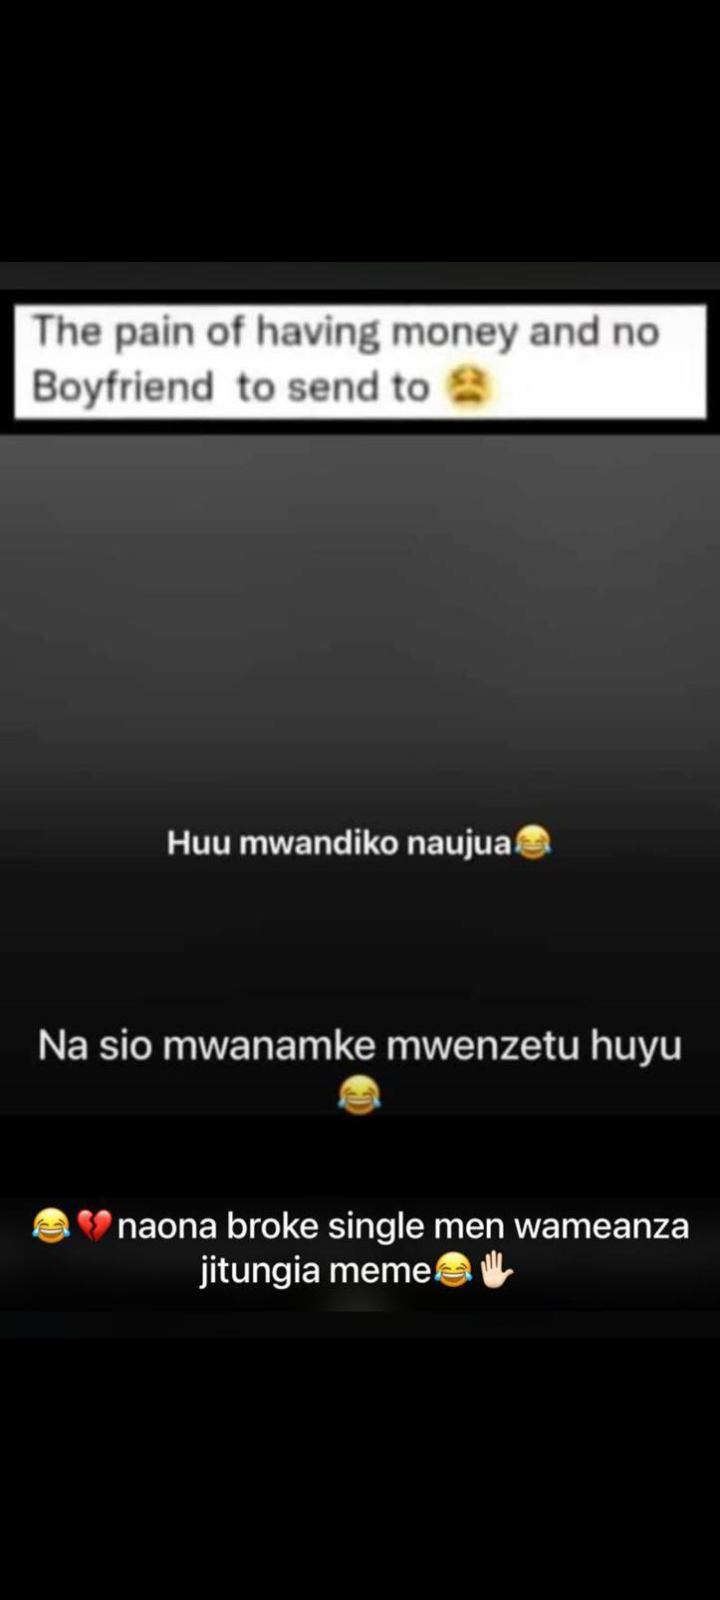 The pain of having money and no
Boyfriend to send to 😫
Huu mwandiko naujua😂
Na sio mwanamke mwenzetu huyu
😂
😂💔naona broke single men wameanza
jitungia meme😂🖐🏻